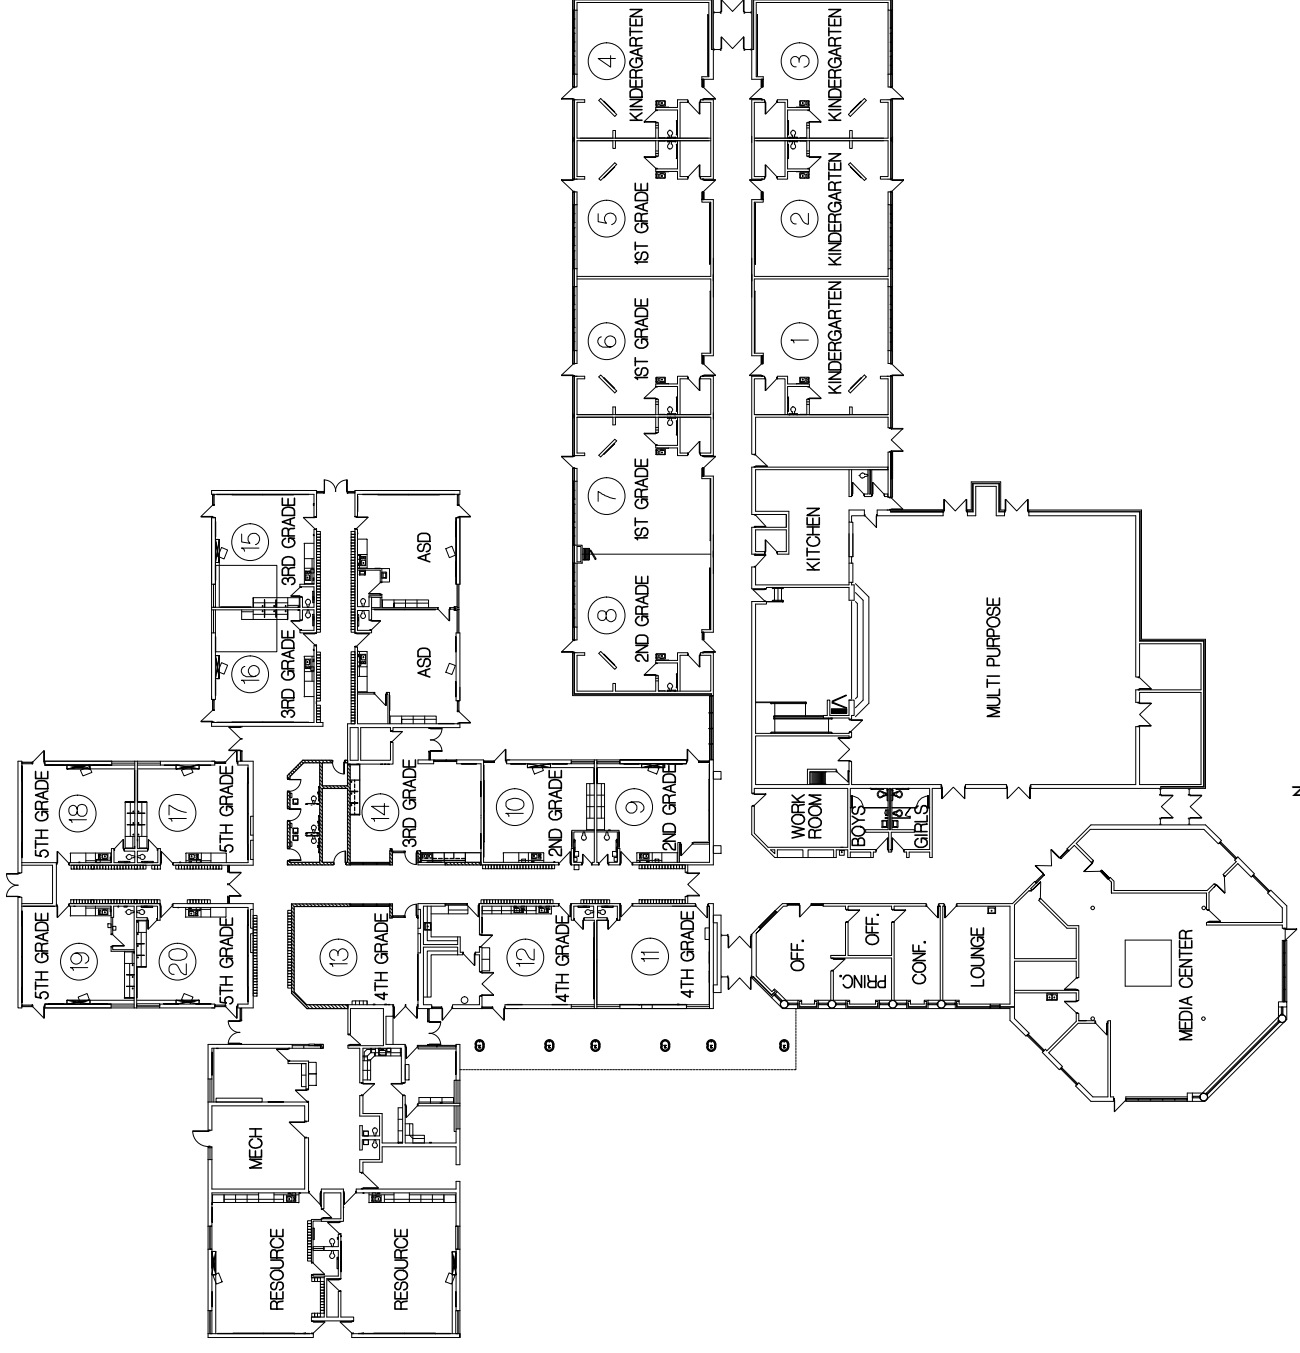 4
KINDERGARTEN
3
KINDERGARTEN
5
1ST GRADE
2
KINDERGARTEN
6
1ST GRADE
1
KINDERGARTEN
7
1ST GRADE
8
2ND GRADE
KITCHEN
MULTI PURPOSE
15
3RD GRADE
ASD
16
3RD GRADE
ASD
5TH GRADE
18
17
5TH GRADE
14
3RD GRADE
10
2ND GRADE
9
2ND GRADE
WORK
ROOM
BOYS
GIRLS
5TH GRADE
19
20
5TH GRADE
13
4TH GRADE
12
4TH GRADE
11
4TH GRADE
OFF.
OFF.
PRINC.
CONF.
LOUNGE
MEDIA CENTER
MECH
RESOURCE
RESOURCE
N